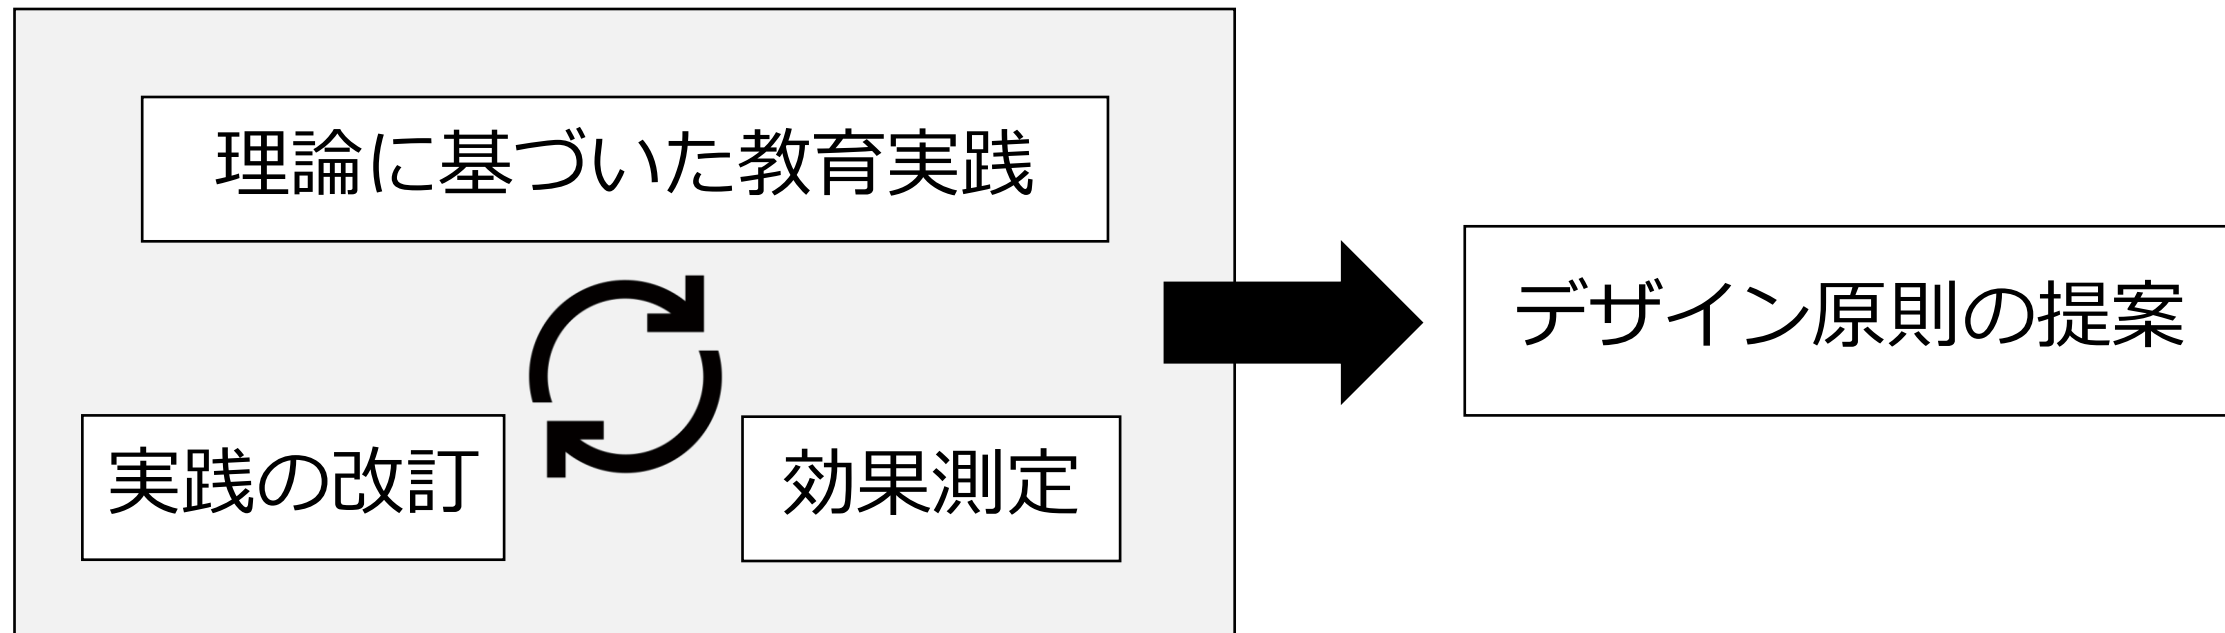 理論に基づいた教育実践
実践の改訂
効果測定
デザイン原則の提案